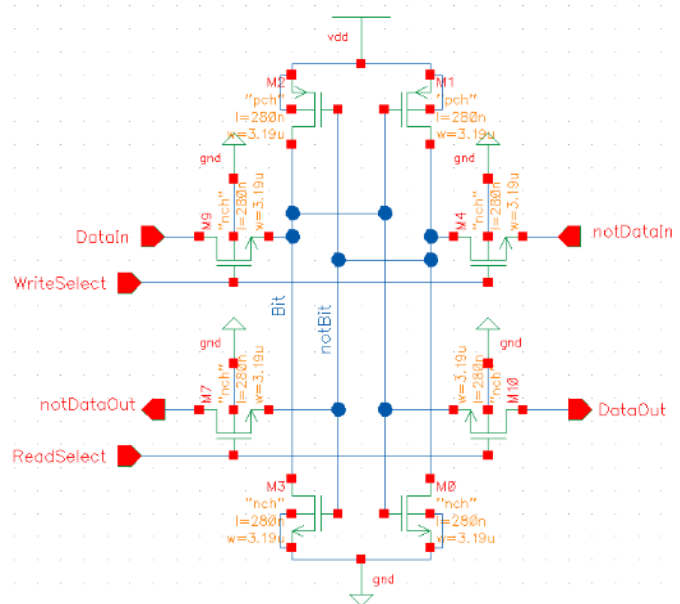 vdd
M2
"pch"
l=280n
w=3.19u
M1
"pch"
l=280n
w=3.19u
gnd
M9
"nch"
l=280n
w=3.19u
gnd
M4
"nch"
l=280n
w=3.19u
DataIn
notDataIn
WriteSelect
Bit
notBit
gnd
M7
"nch"
l=280n
w=3.19u
gnd
w=3.19u
l=280n
"nch"
M10
notDataOut
DataOut
ReadSelect
M3
"nch"
l=280n
w=3.19u
M0
"nch"
l=280n
w=3.19u
gnd